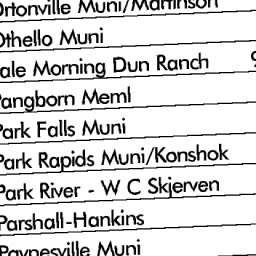 Ortonville Muni/Martinson
Othello Muni
ale Morning Dun Ranch
Pangborn Meml
Park Falls Muni
Park Rapids Muni/Konshok
Park River - W C Skjerven
Parshall-Hankins
Paynesville Muni